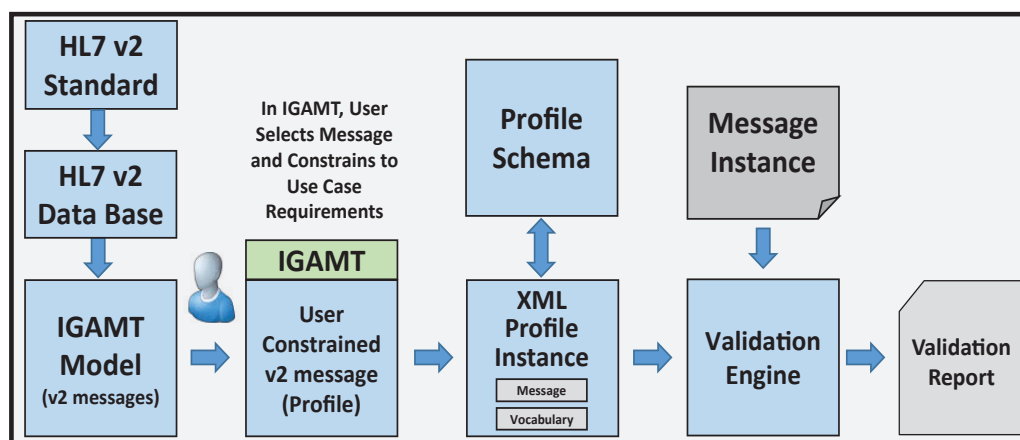 HL7 v2
Standard
HL7 v2
Data Base
IGAMT
Model
(v2 messages)
In IGAMT, User
Selects Message
and Constrains to
Use Case
Requirements
IGAMT
User
Constrained
v2 message
(Profile)
Profile
Schema
XML
Profile
Instance
Message
Vocabulary
Message
Instance
Validation
Engine
Validation
Report